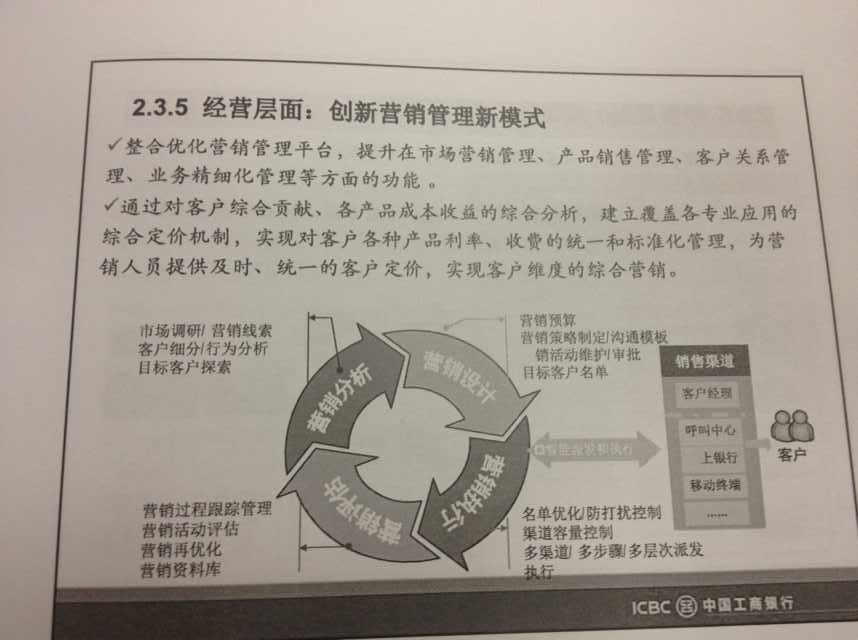 2.3.5 经营层面：创新营销管理新模式
✓整合优化营销管理平台，提升在市场营销管理、产品销售管理、客户关系管
理、业务精细化管理等方面的功能 。
✓通过对客户综合贡献、各产品成本收益的综合分析，建立覆盖各专业应用的
综合定价机制，实现对客户各种产品利率、收费的统一和标准化管理，为营
销人员提供及时、统一的客户定价，实现客户维度的综合营销。
市场调研/ 营销线索
客户细分/行为分析
目标客户探索
营销预算
营销策略制定/沟通模板
销活动维护/审批
目标客户名单
营销分析
营销设计
营销执行
营销评估
智能派发和执行
销售渠道
客户经理
呼叫中心
上银行
移动终端
......
客户
营销过程跟踪管理
营销活动评估
营销再优化
营销资料库
名单优化/防打扰控制
渠道容量控制
多渠道/ 多步骤/多层次派发
执行
ICBC 中国工商银行